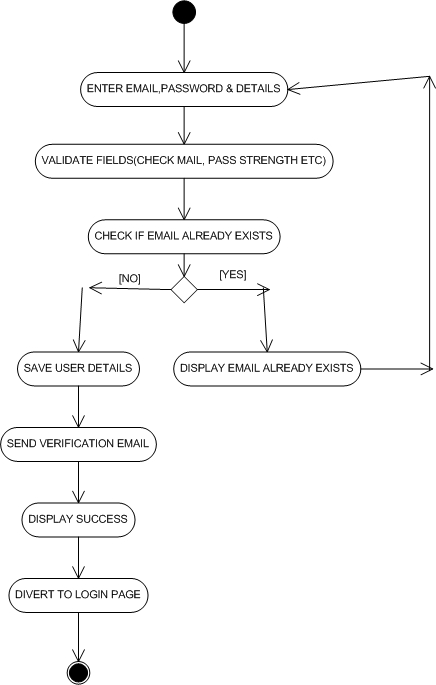 ENTER EMAIL,PASSWORD & DETAILS
VALIDATE FIELDS(CHECK MAIL, PASS STRENGTH ETC)
CHECK IF EMAIL ALREADY EXISTS
[NO]
[YES]
SAVE USER DETAILS
DISPLAY EMAIL ALREADY EXISTS
SEND VERIFICATION EMAIL
DISPLAY SUCCESS
DIVERT TO LOGIN PAGE